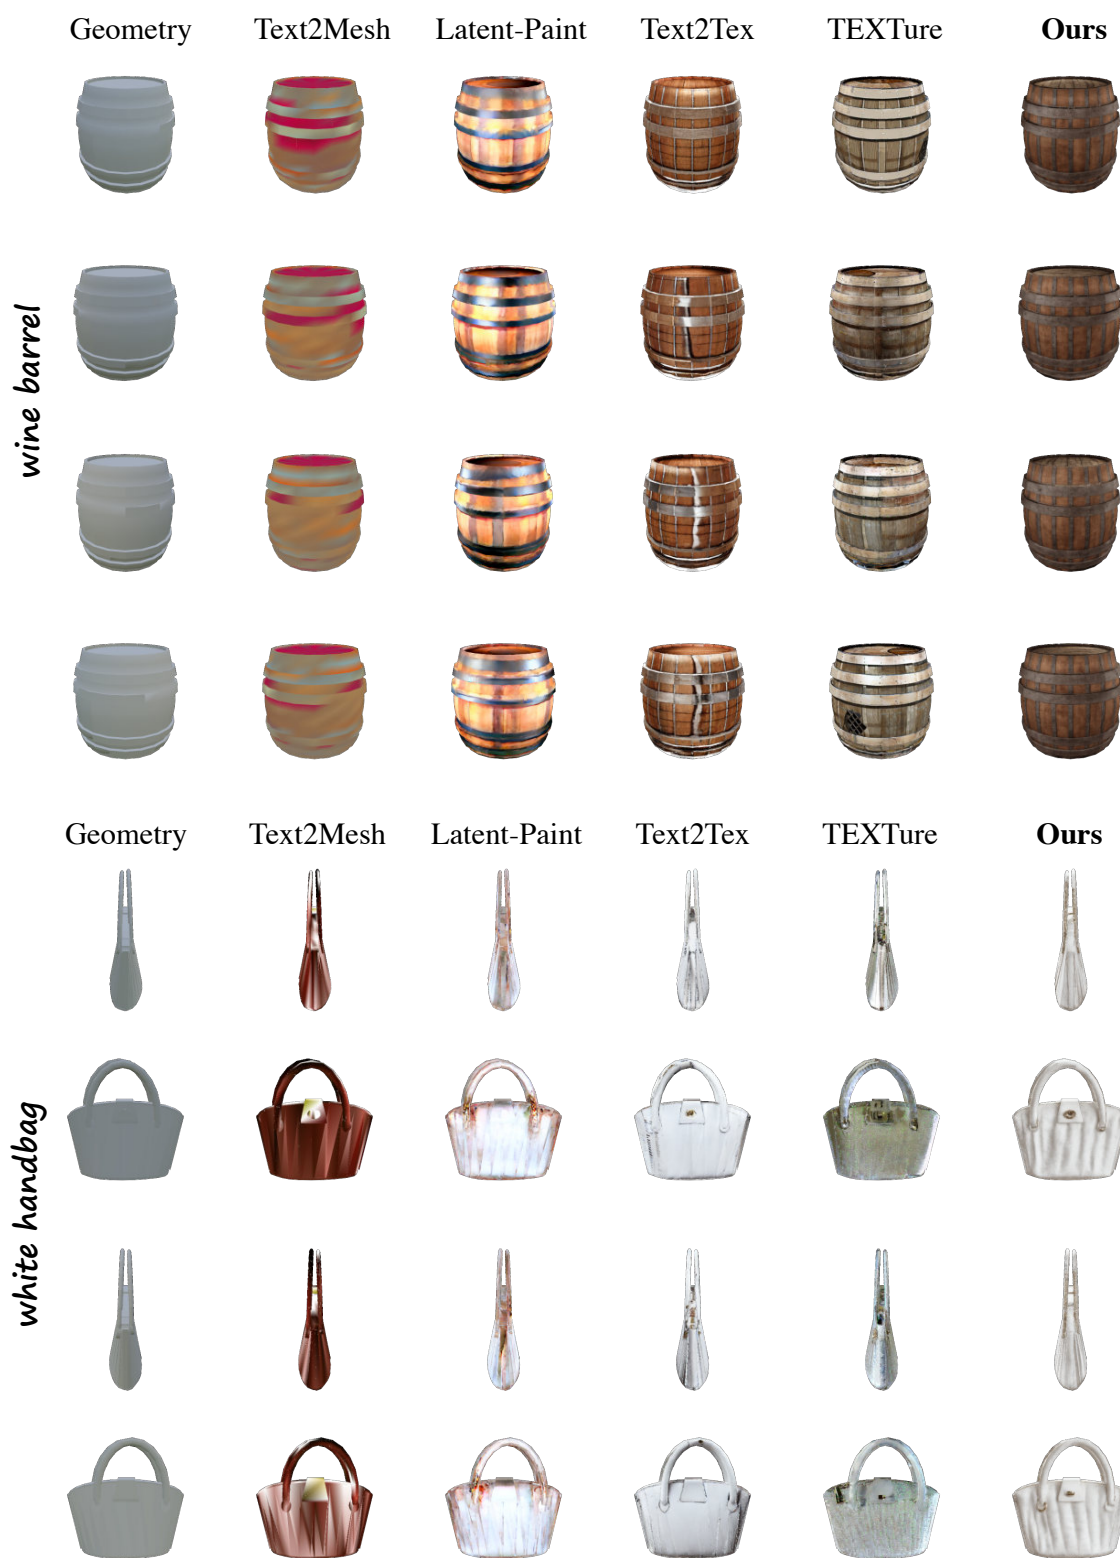 Geometry Text2Mesh Latent-Paint Text2Tex TEXTure Ours
wine barrel
Geometry Text2Mesh Latent-Paint Text2Tex TEXTure Ours
white handbag